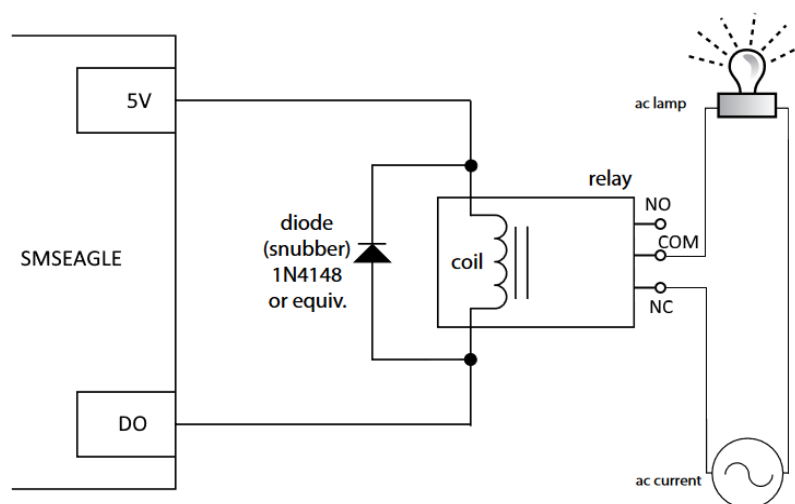 5V
ac lamp
relay
NO
diode
(snubber)
1N4148
or equiv.
COM
SMSEAGLE
coil
NC
DO
ac current